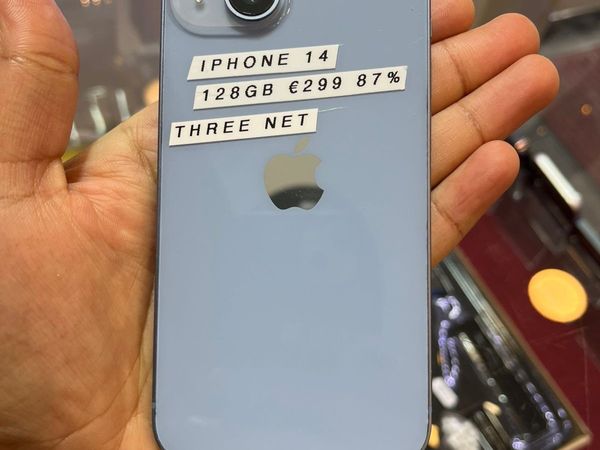 IPHONE 14
128GB €299 87%
THREE NET